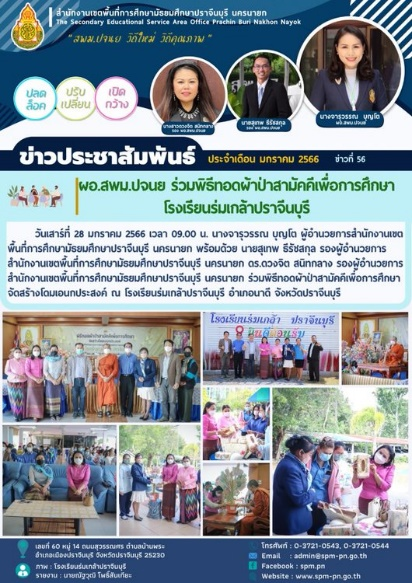 สำนักงานเขตพื้นที่การศึกษามัธยมศึกษาปราจีนบุรี นครนายก
The Secondary Educational Service Area Office Prachin Buri Nakhon Nayok
"สพม.ปจนย วิถีใหม่ วิถีคุณภาพ"
ปลดล็อค
ปรับเปลี่ยน
เปิดกว้าง
นางสาวดวงจิต สนิทกลาง
รอง ผอ.สพม.ปจนย
นายสุเทพ ธีรัชสกุล
รอง ผอ.สพม.ปจนย
นางจารุวรรณ บุญโต
ผอ.สพม.ปจนย
ข่าวประชาสัมพันธ์
ประจำเดือน มกราคม 2566
ข่าวที่ 56
ผอ.สพม.ปจนย ร่วมพิธีทอดผ้าป่าสามัคคีเพื่อการศึกษา
โรงเรียนร่มเกล้าปราจีนบุรี
วันเสาร์ที่ 28 มกราคม 2566 เวลา 09.00 น. นางจารุวรรณ บุญโต ผู้อำนวยการสำนักงานเขต
พื้นที่การศึกษามัธยมศึกษาปราจีนบุรี นครนายก พร้อมด้วย นายสุเทพ ธีรัชสกุล รองผู้อำนวยการ
สำนักงานเขตพื้นที่การศึกษามัธยมศึกษาปราจีนบุรี นครนายก ดร.ดวงจิต สนิทกลาง รองผู้อำนวยการ
สำนักงานเขตพื้นที่การศึกษามัธยมศึกษาปราจีนบุรี นครนายก ร่วมพิธีทอดผ้าป่าสามัคคีเพื่อการศึกษา
จัดสร้างโดมเอนกประสงค์ ณ โรงเรียนร่มเกล้าปราจีนบุรี อำเภอนาดี จังหวัดปราจีนบุรี
โรงเรียนร่มเกล้า ปราจีนบุรี
ยินดีต้อนรับ
เลขที่ 60 หมู่ 14 ถนนสุวรรณศร ตำบลบ้านพระ
อำเภอเมืองปราจีนบุรี จังหวัดปราจีนบุรี 25230
ภาพ : โรงเรียนร่มเกล้าปราจีนบุรี
รายงาน : นายณัฐวุฒิ โพธิ์สัมเกียะ
โทรศัพท์ : 0-3721-0543, 0-3721-0544
Email : admin@spm-pn.go.th
Facebook : spm.pn
Website : www.spm-pn.go.th